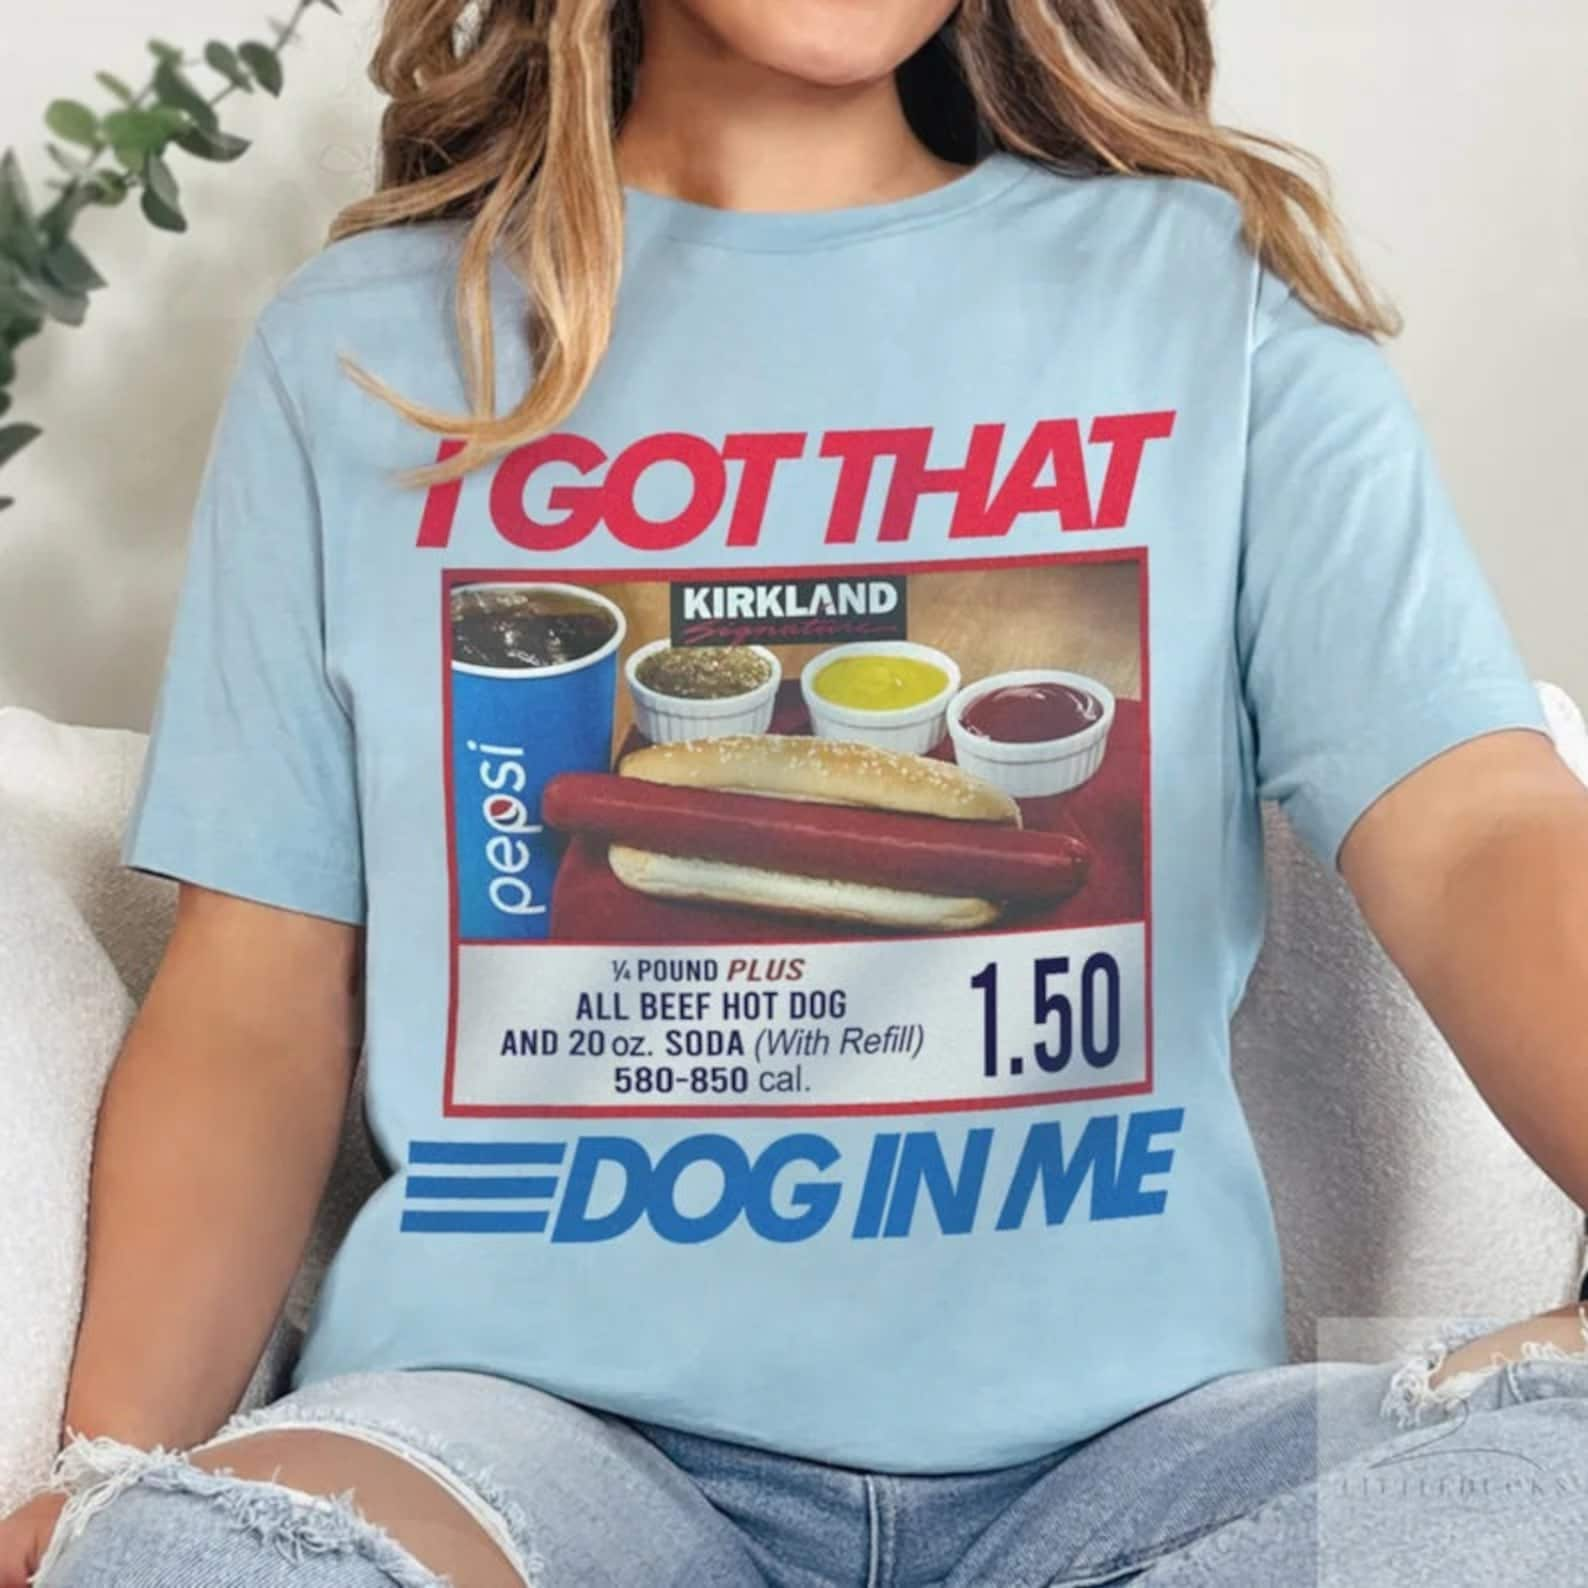 I GOT THAT
KIRKLAND
Signature
pepsi
¼ POUND PLUS
ALL BEEF HOT DOG
AND 20 oz. SODA (With Refill)
580-850 cal.
1.50
DOG IN ME